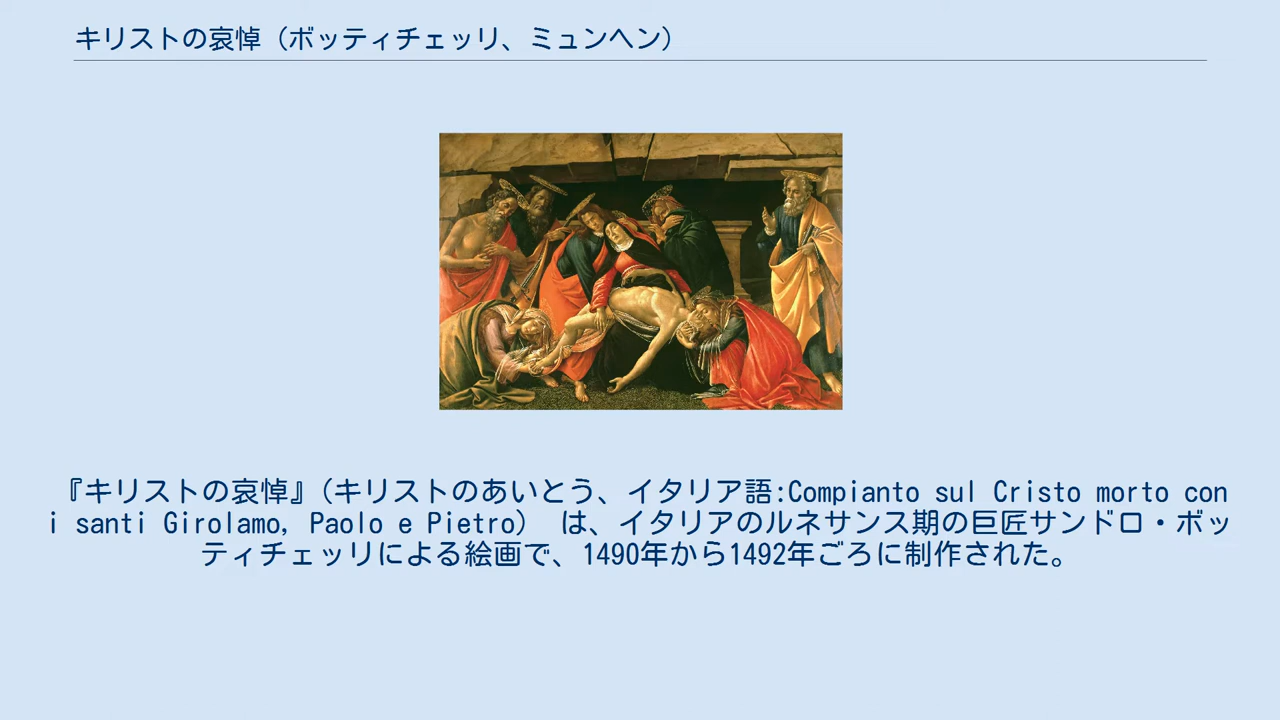 キリストの哀悼（ボッティチェッリ、ミュンヘン）
『キリストの哀悼』（キリストのあいとう、イタリア語:Compianto sul Cristo morto con
i santi Girolamo, Paolo e Pietro） は、イタリアのルネサンス期の巨匠サンドロ・ボッ
ティチェッリによる絵画で、1490年から1492年ごろに制作された。